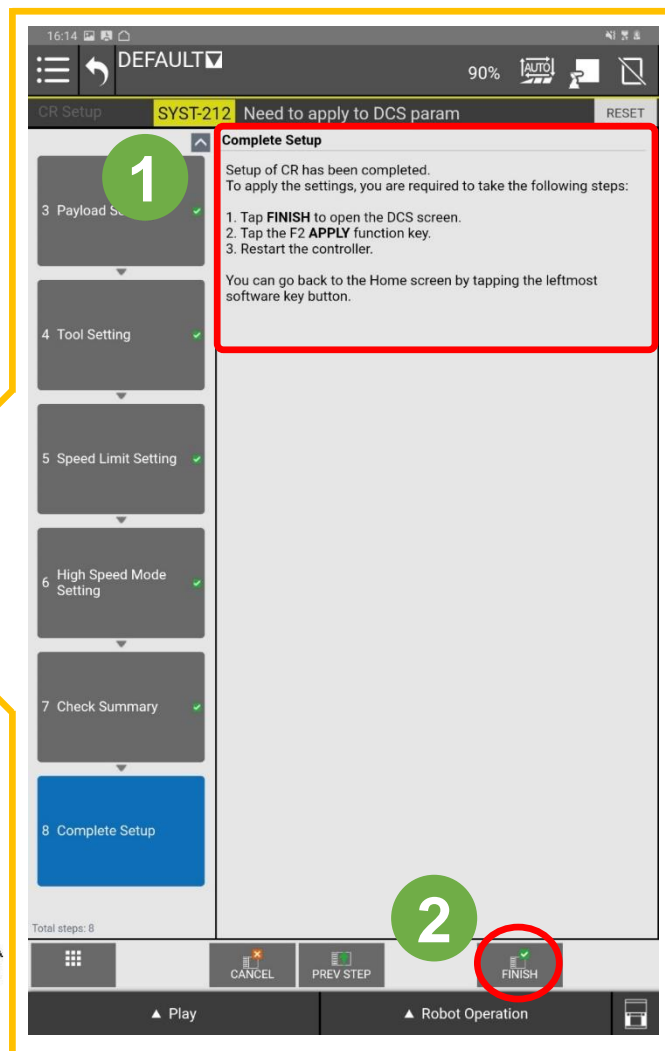 16:14
DEFAULT
90%
AUTO
CR Setup
SYST-212 Need to apply to DCS param
RESET
1
3 Payload S
4 Tool Setting
5 Speed Limit Setting
6 High Speed Mode
Setting
7 Check Summary
8 Complete Setup
Total steps: 8
Complete Setup
Setup of CR has been completed.
To apply the settings, you are required to take the following steps:
1. Tap FINISH to open the DCS screen.
2. Tap the F2 APPLY function key.
3. Restart the controller.
You can go back to the Home screen by tapping the leftmost
software key button.
2
CANCEL
PREV STEP
FINISH
▲ Play
▲ Robot Operation